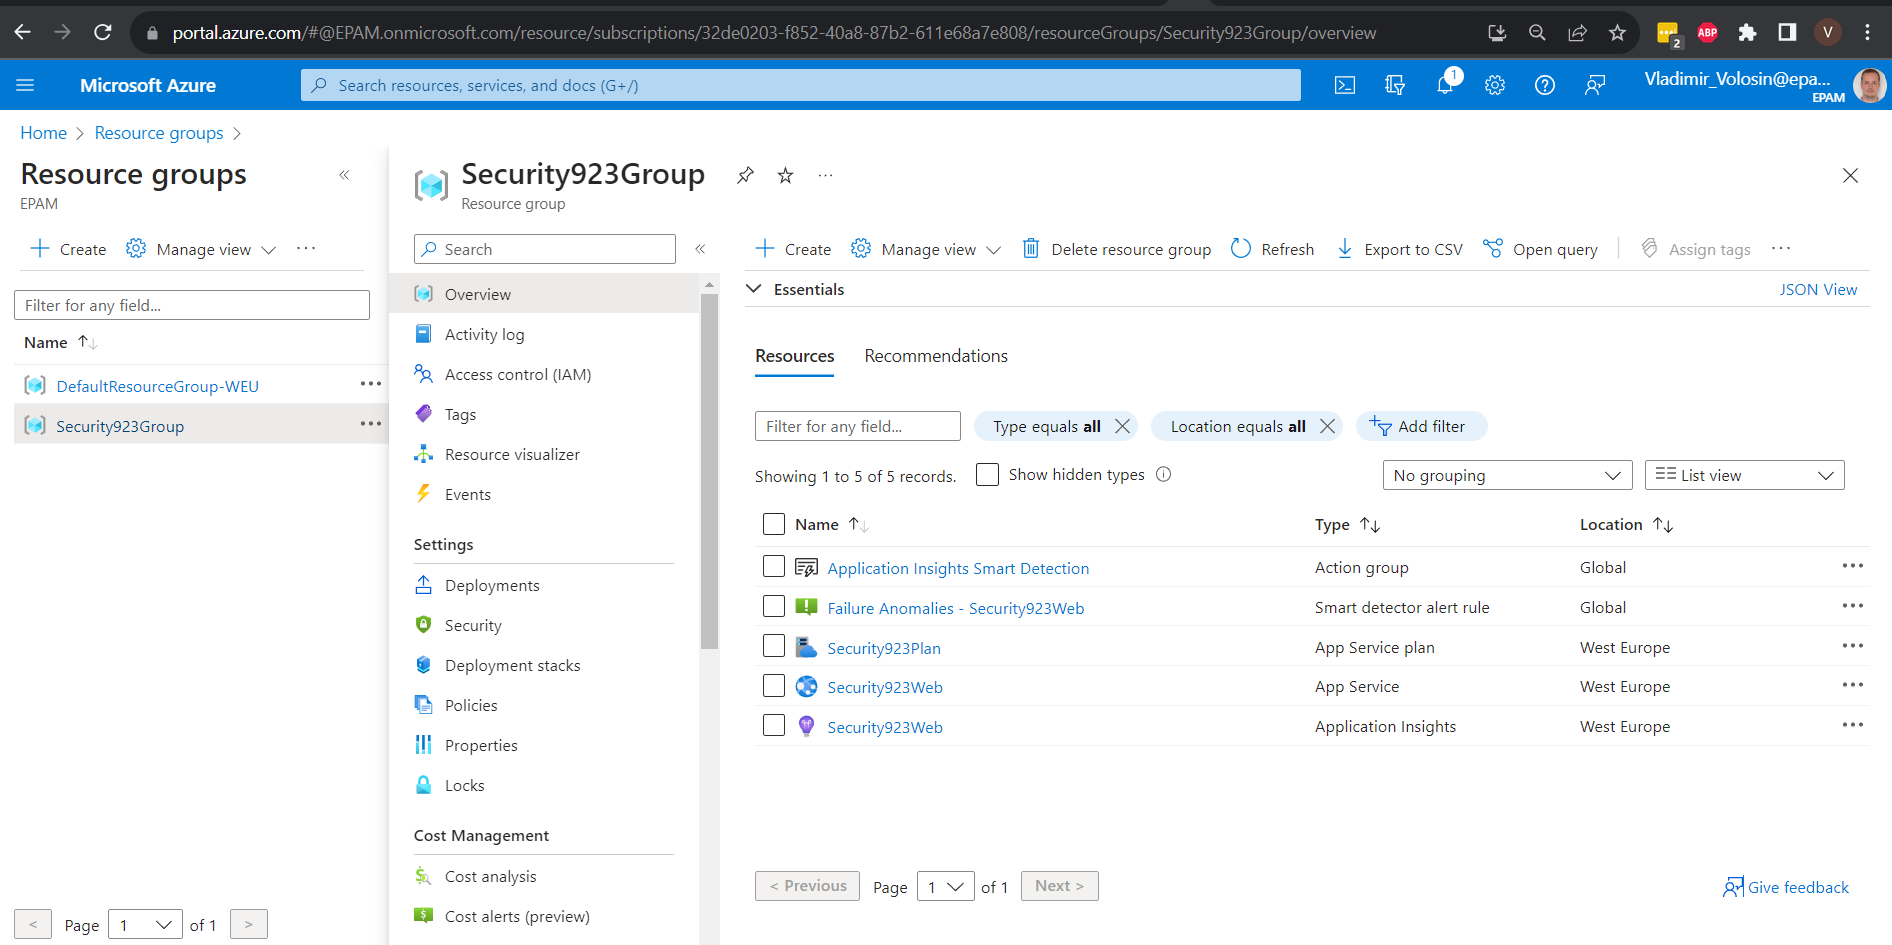 portal.azure.com/#@EPAM.onmicrosoft.com/resource/subscriptions/32de0203-f852-40a8-87b2-611e68a7e808/resourceGroups/Security923Group/overview
2
ABP
V
Microsoft Azure
Search resources, services, and docs (G+/)
1
Vladimir_Volosin@epa...
EPAM
Home > Resource groups >
Resource groups
EPAM
Create
Manage view
Filter for any field...
Name
DefaultResourceGroup-WEU
Security923Group
< Page 1 of 1 >
Security923Group
Resource group
Search
Overview
Activity log
Access control (IAM)
Tags
Resource visualizer
Events
Settings
Deployments
Security
Deployment stacks
Policies
Properties
Locks
Cost Management
Cost analysis
Cost alerts (preview)
Create
Manage view
Delete resource group
Refresh
Export to CSV
Open query
Assign tags
Essentials
JSON View
Resources
Recommendations
Filter for any field...
Type equals all
Location equals all
Add filter
Showing 1 to 5 of 5 records.
Show hidden types
No grouping
List view
Name Type Location
Application Insights Smart Detection Action group Global
Failure Anomalies - Security923Web Smart detector alert rule Global
Security923Plan App Service plan West Europe
Security923Web App Service West Europe
Security923Web Application Insights West Europe
< Previous Page 1 of 1 Next >
Give feedback